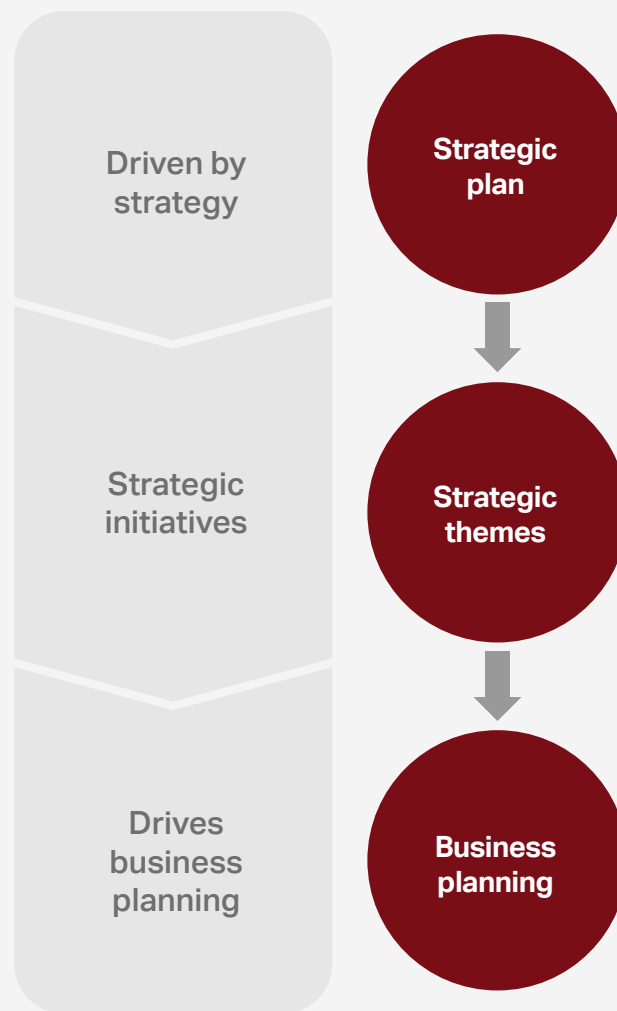 Driven by
strategy
Strategic
plan
Strategic
initiatives
Strategic
themes
Drives
business
planning
Business
planning